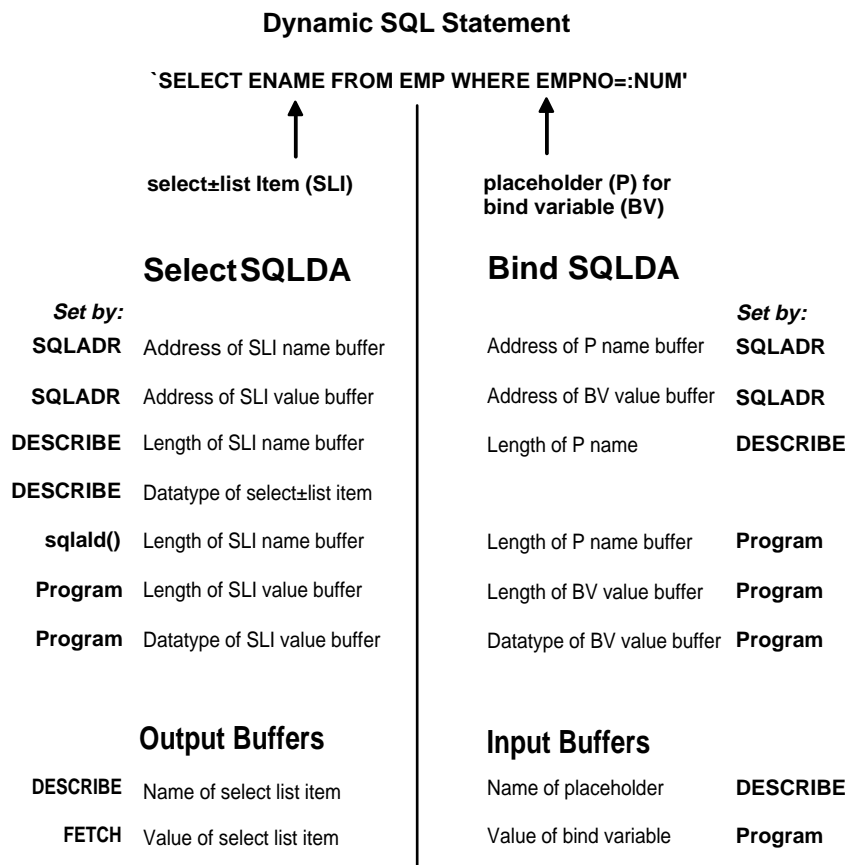 Dynamic SQL Statement
`SELECT ENAME FROM EMP WHERE EMPNO=:NUM'
select±list Item (SLI)
placeholder (P) for
bind variable (BV)
Select SQLDA
Set by:
SQLADR Address of SLI name buffer
SQLADR Address of SLI value buffer
DESCRIBE Length of SLI name buffer
DESCRIBE Datatype of select±list item
sqlald() Length of SLI name buffer
Program Length of SLI value buffer
Program Datatype of SLI value buffer
Output Buffers
DESCRIBE Name of select list item
FETCH Value of select list item
Bind SQLDA
Set by:
Address of P name buffer SQLADR
Address of BV value buffer SQLADR
Length of P name DESCRIBE
Length of P name buffer Program
Length of BV value buffer Program
Datatype of BV value buffer Program
Input Buffers
Name of placeholder DESCRIBE
Value of bind variable Program